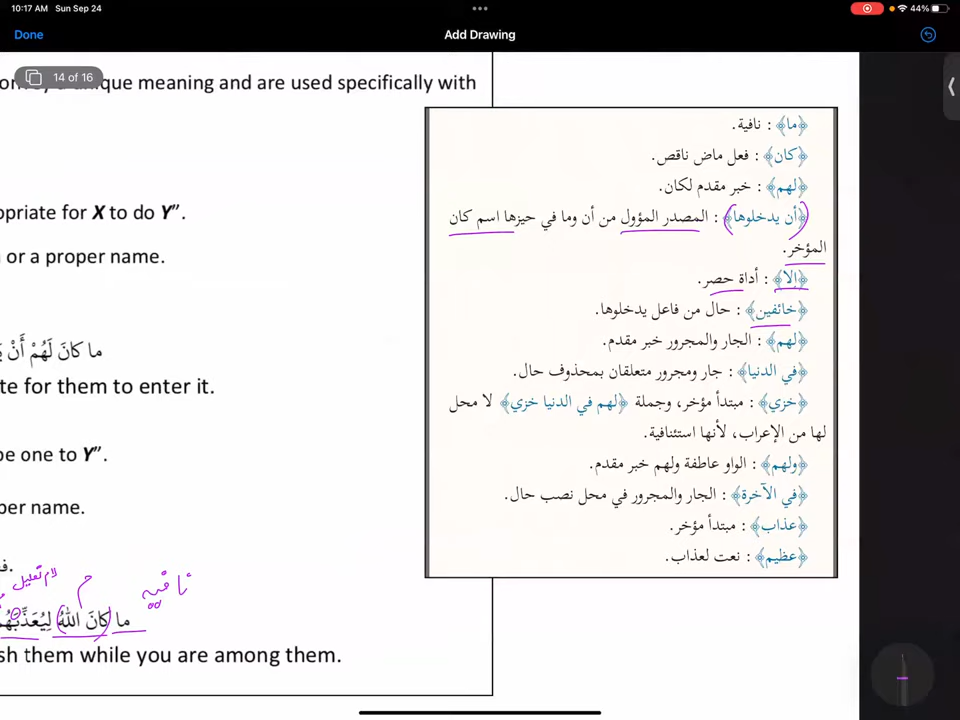 10:17 AM Sun Sep 24
44%
Done
Add Drawing
14 of 16
unique meaning and are used specifically with
opriate for X to do Y”.
or a proper name.
ما كانَ لَهُمْ أَنْ
te for them to enter it.
be one to Y”.
per name.
لام تعليل
م
نافية
ما كانَ اللهُ لِيُعَذِّبَهُمْ
sh them while you are among them.
﴿ما﴾ : نافية.
﴿كان﴾ : فعل ماض ناقص.
﴿لهم﴾ : خبر مقدم لكان.
﴿أن يدخلوها﴾ : المصدر المؤول من أن وما في حيزها اسم كان
المؤخر.
﴿إلا﴾ : أداة حصر.
﴿خائفين﴾ : حال من فاعل يدخلوها.
﴿لهم﴾ : الجار والمجرور خبر مقدم.
﴿في الدنيا﴾ : جار ومجرور متعلقان بمحذوف حال.
﴿خزي﴾ : مبتدأ مؤخر، وجملة ﴿لهم في الدنيا خزي﴾ لا محل
لها من الإعراب، لأنها استئنافية.
﴿ولهم﴾ : الواو عاطفة ولهم خبر مقدم.
﴿في الآخرة﴾ : الجار والمجرور في محل نصب حال.
﴿عذاب﴾ : مبتدأ مؤخر.
﴿عظيم﴾ : نعت لعذاب.